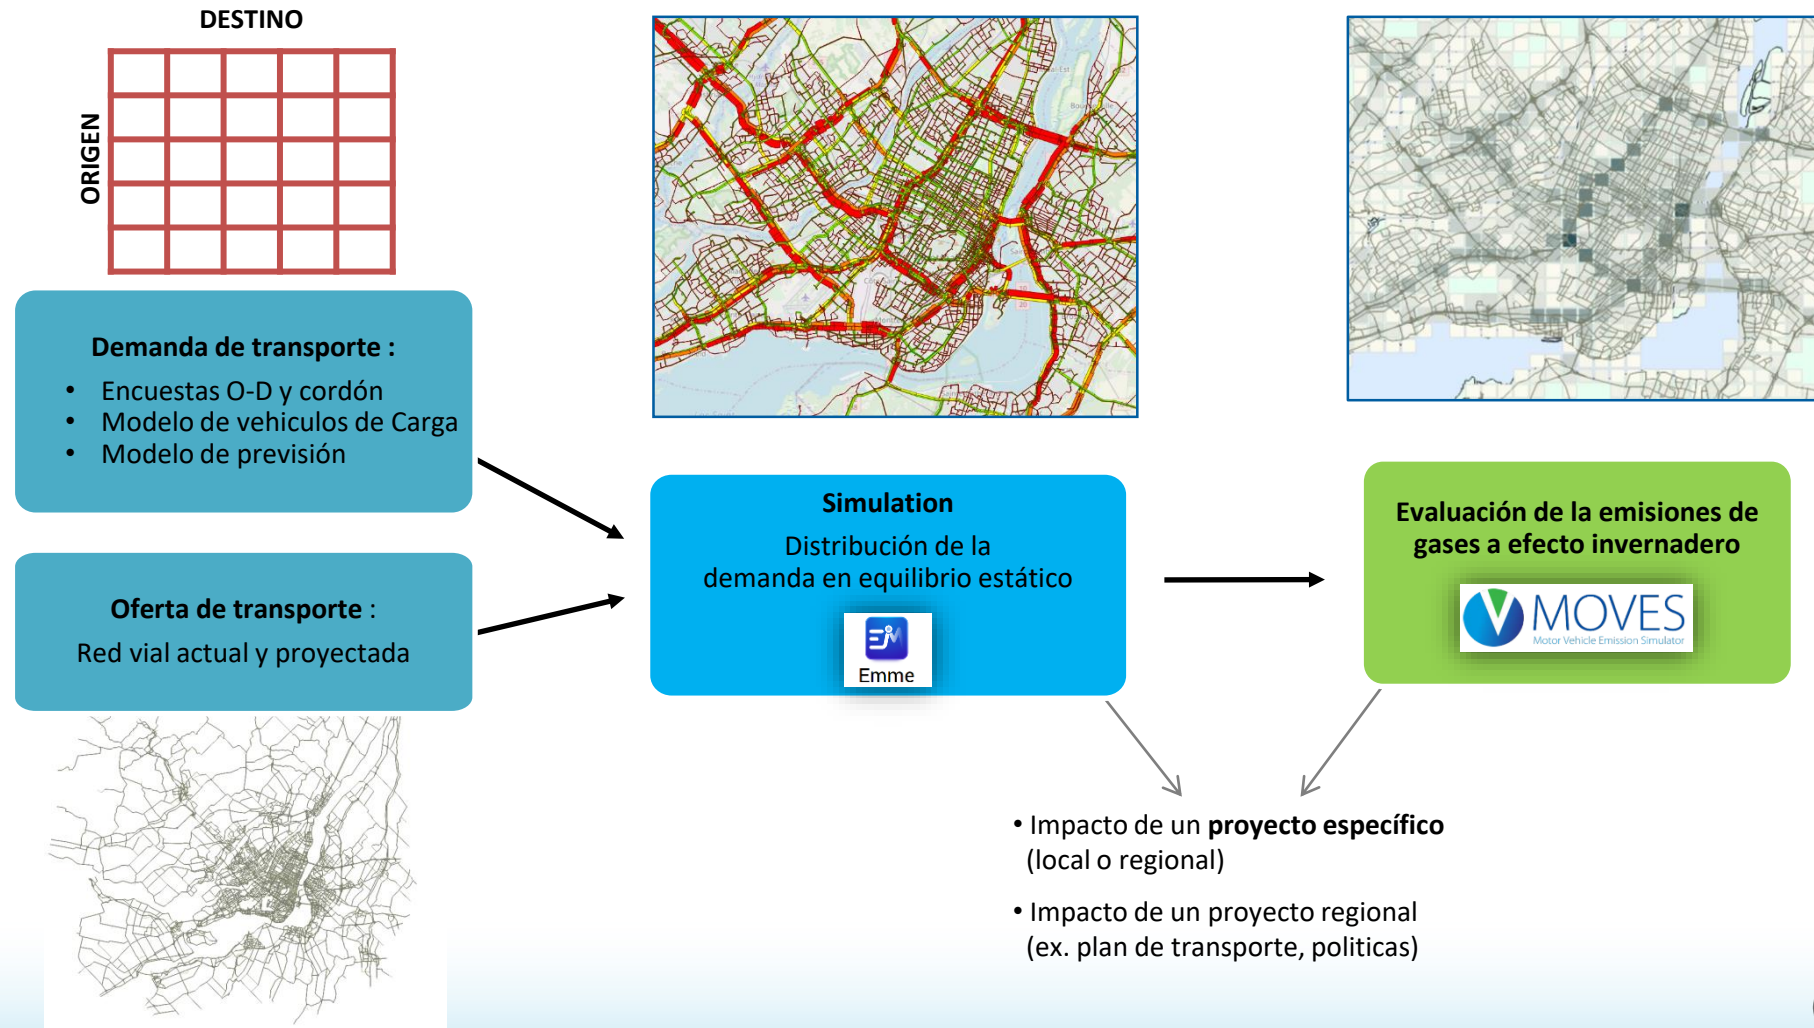 DESTINO
ORIGEN
Demanda de transporte :
• Encuestas O-D y cordón
• Modelo de vehiculos de Carga
• Modelo de previsión
Oferta de transporte :
Red vial actual y proyectada
Simulation
Distribución de la
demanda en equilibrio estático
Emme
Evaluación de la emisiones de
gases a efecto invernadero
MOVES
Motor Vehicle Emission Simulator
• Impacto de un proyecto específico
(local o regional)
• Impacto de un proyecto regional
(ex. plan de transporte, politicas)